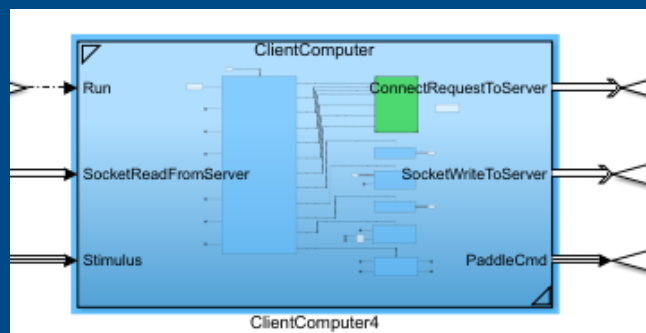 ClientComputer
Run
ConnectRequestToServer
SocketReadFromServer
SocketWriteToServer
Stimulus
PaddleCmd
ClientComputer4